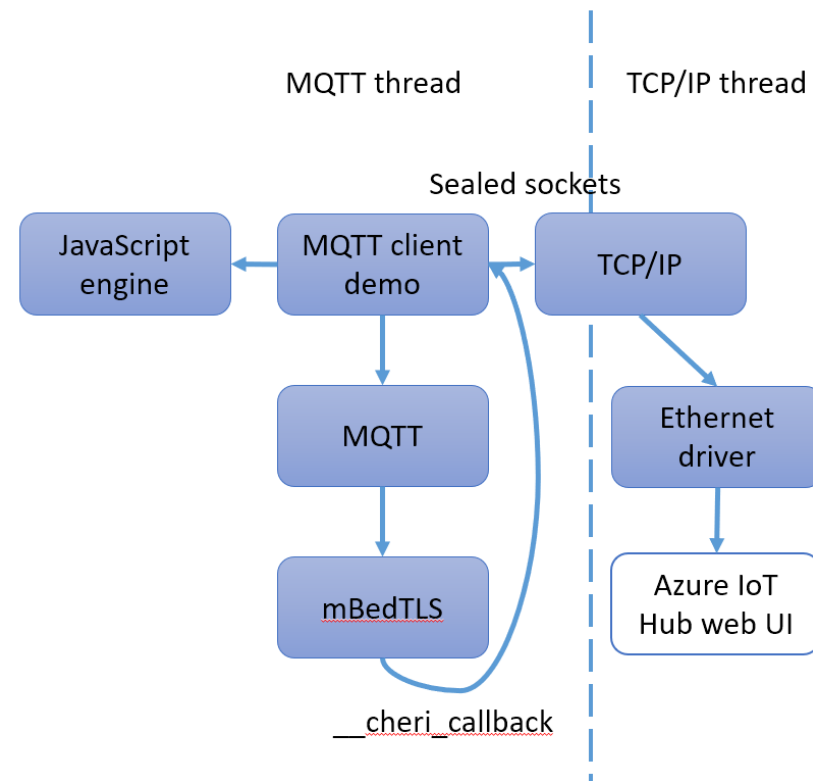 MQTT thread
TCP/IP thread
Sealed sockets
JavaScript
engine
MQTT client
demo
TCP/IP
MQTT
Ethernet
driver
mBedTLS
Azure IoT
Hub web UI
__cheri_callback